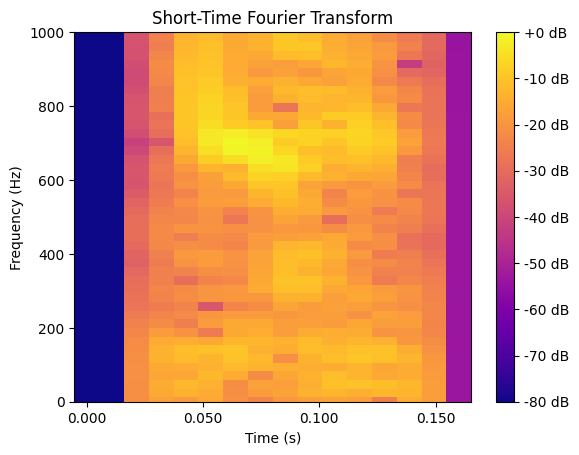 Short-Time Fourier Transform
Frequency (Hz)
1000
800
600
400
200
0
0.000
0.050
0.100
0.150
Time (s)
+0 dB
-10 dB
-20 dB
-30 dB
-40 dB
-50 dB
-60 dB
-70 dB
-80 dB